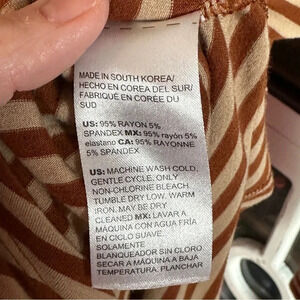 MADE IN SOUTH KOREA/
HECHO EN COREA DEL SUR/
FABRIQUÉ EN CORÉE DU
SUD
US: 95% RAYON 5%
SPANDEX MX: 95% rayón 5%
elastano CA: 95% RAYONNE
5% SPANDEX
US: MACHINE WASH COLD,
GENTLE CYCLE, ONLY
NON-CHLORINE BLEACH
TUMBLE DRY LOW. WARM
IRON. MAY BE DRY
CLEANED MX: LAVAR A
MAQUINA CON AGUA FRÍA
EN CICLO SUAVE,
SOLAMENTE
BLANQUEADOR SIN CLORO
SECAR A MÁQUINA A BAJA
TEMPERATURA. PLANCHAR